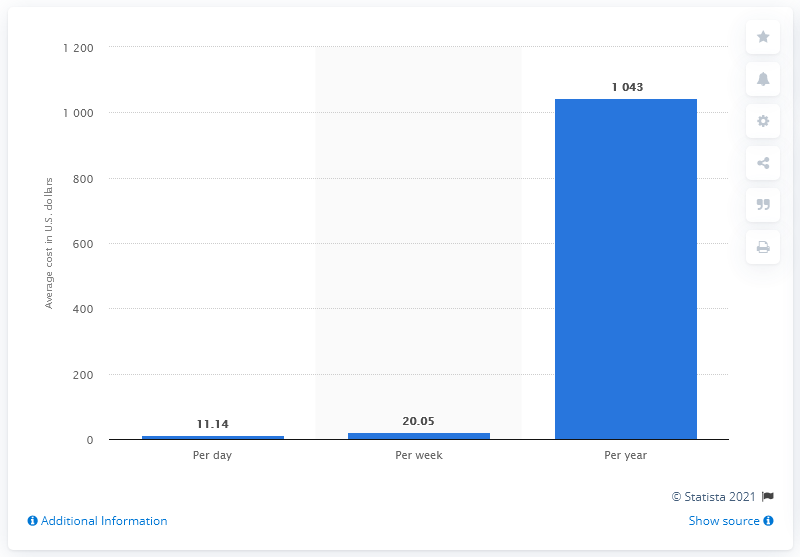 1 200
1 000
800
600
400
200
0
Average cost in U.S. dollars
11.14
20.05
1 043
Per day
Per week
Per year
© Statista 2021
Additional Information
Show source